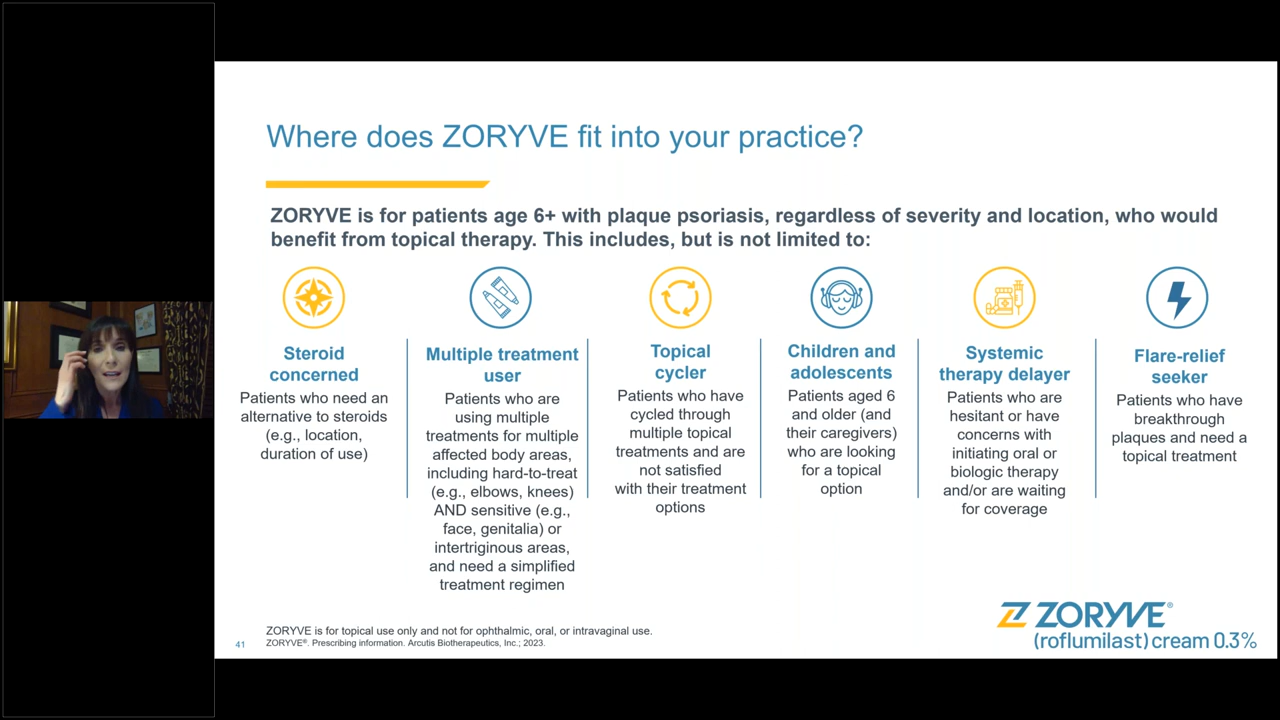 Where does ZORYVE fit into your practice?
ZORYVE is for patients age 6+ with plaque psoriasis, regardless of severity and location, who would
benefit from topical therapy. This includes, but is not limited to:
Steroid
concerned
Patients who need an
alternative to steroids
(e.g., location,
duration of use)
Multiple treatment
user
Patients who are
using multiple
treatments for multiple
affected body areas,
including hard-to-treat
(e.g., elbows, knees)
AND sensitive (e.g.,
face, genitalia) or
intertriginous areas,
and need a simplified
treatment regimen
Topical
cycler
Patients who have
cycled through
multiple topical
treatments and are
not satisfied
with their treatment
options
Children and
adolescents
Patients aged 6
and older (and
their caregivers)
who are looking
for a topical
option
Systemic
therapy delayer
Patients who are
hesitant or have
concerns with
initiating oral or
biologic therapy
and/or are waiting
for coverage
Flare-relief
seeker
Patients who have
breakthrough
plaques and need a
topical treatment
ZORYVE is for topical use only and not for ophthalmic, oral, or intravaginal use.
41 ZORYVE®. Prescribing information. Arcutis Biotherapeutics, Inc.; 2023.
ZORYVE®
(roflumilast) cream 0.3%